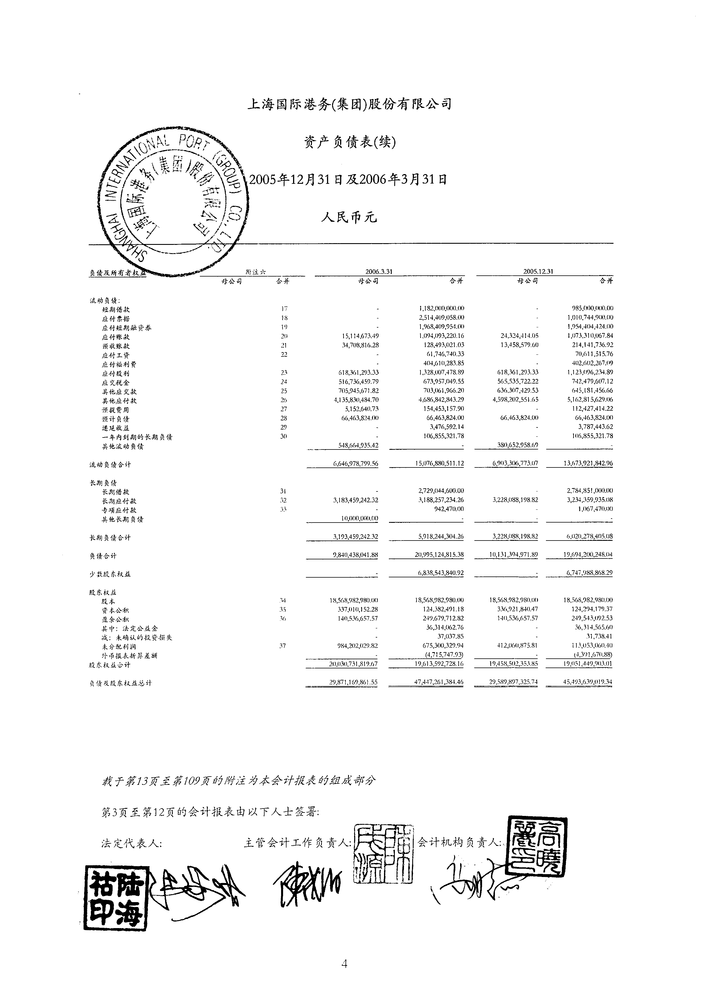 上海国际港务(集团)股份有限公司
资产负债表(续)
2005年12月31日及2006年3月31日
人民币元
SHANGHAI INTERNATIONAL PORT (GROUP) CO., LTD.
上海国际港务(集团)股份有限公司
负债及所有者权益 附注六 2006.3.31 2005.12.31
母公司 合并 母公司 合并 母公司 合并
流动负债:
短期借款 17 - 1,182,000,000.00 - 985,000,000.00
应付票据 18 - 2,514,409,058.00 - 1,010,744,900.00
应付短期融资券 19 - 1,968,409,954.00 - 1,954,404,424.00
应付账款 20 15,114,673.49 1,094,093,220.16 24,324,414.05 1,073,310,067.84
预收账款 21 34,708,816.28 128,493,021.03 13,458,579.60 214,141,736.92
应付工资 22 - 61,746,740.33 - 70,611,515.76
应付福利费 - 404,610,283.85 - 402,602,267.09
应付股利 23 618,361,293.33 1,328,007,478.89 618,361,293.33 1,123,096,234.89
应交税金 24 516,736,459.79 673,957,049.55 565,535,722.22 742,479,607.12
其他应交款 25 705,945,671.82 703,061,966.20 636,307,429.53 645,181,456.66
其他应付款 26 4,135,830,484.70 4,686,842,843.29 4,598,202,551.65 5,162,815,629.06
预提费用 27 5,152,640.73 154,453,157.90 - 112,427,414.22
预计负债 28 66,463,824.00 66,463,824.00 66,463,824.00 66,463,824.00
递延收益 29 - 3,476,592.14 - 3,787,443.62
一年内到期的长期负债 30 - 106,855,321.78 - 106,855,321.78
其他流动负债 548,664,935.42 - 380,652,958.69 -
流动负债合计 6,646,978,799.56 15,076,880,511.12 6,903,306,773.07 13,673,921,842.96
长期负债
长期借款 31 - 2,729,044,600.00 - 2,784,851,000.00
长期应付款 32 3,183,459,242.32 3,188,257,234.26 3,228,088,198.82 3,234,359,935.08
专项应付款 33 - 942,470.00 - 1,067,470.00
其他长期负债 10,000,000.00 - - -
长期负债合计 3,193,459,242.32 5,918,244,304.26 3,228,088,198.82 6,020,278,405.08
负债合计 9,840,438,041.88 20,995,124,815.38 10,131,394,971.89 19,694,200,248.04
少数股东权益 - 6,838,543,840.92 - 6,747,988,868.29
股东权益
股本 34 18,568,982,980.00 18,568,982,980.00 18,568,982,980.00 18,568,982,980.00
资本公积 35 337,010,152.28 124,382,491.18 336,921,840.47 124,294,179.37
盈余公积 36 140,536,657.57 249,679,712.82 140,536,657.57 249,543,092.53
其中: 法定公益金 - 36,314,062.76 - 36,314,565.60
减: 未确认的投资损失 - 37,037.85 - 31,738.41
未分配利润 37 984,202,029.82 675,300,329.94 412,060,875.81 113,053,060.40
外币报表折算差额 - (4,715,747.93) - (4,391,670.88)
股东权益合计 20,030,731,819.67 19,613,592,728.16 19,458,502,353.85 19,051,449,903.01
负债及股东权益总计 29,871,169,861.55 47,447,261,384.46 29,589,897,325.74 45,493,639,019.34
载于第13页至第109页的附注为本会计报表的组成部分
第3页至第12页的会计报表由以下人士签署:
法定代表人: 主管会计工作负责人: 会计机构负责人:
陆海祜印
高曉麗印
4